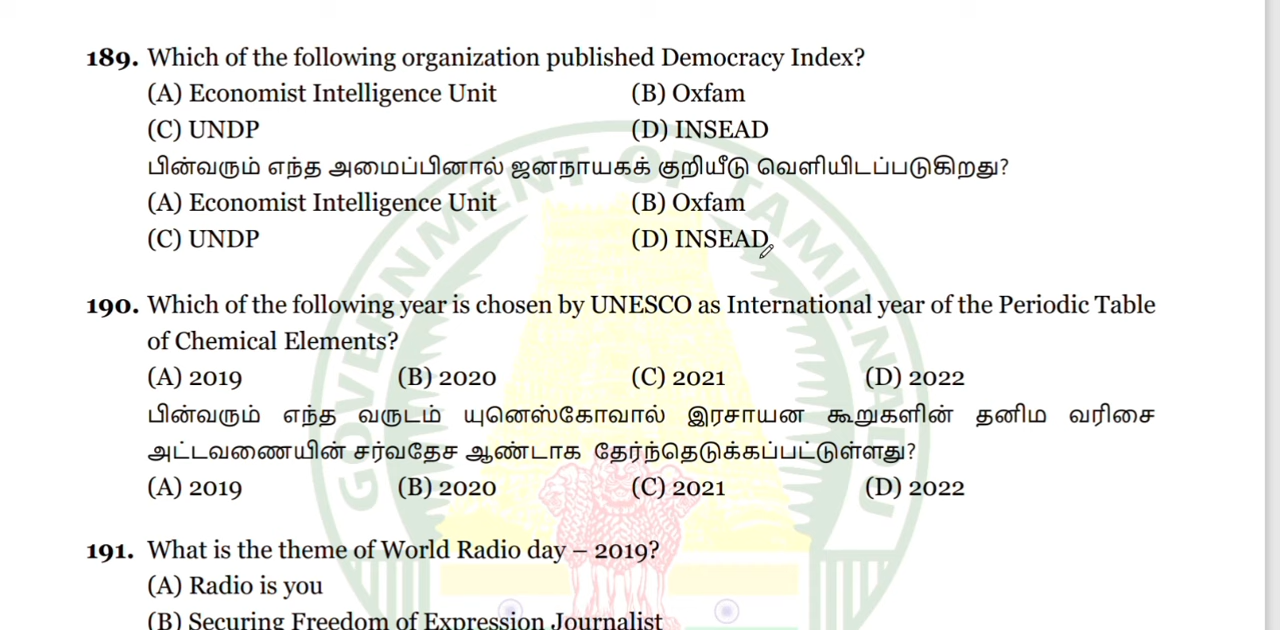 189. Which of the following organization published Democracy Index?
(A) Economist Intelligence Unit (B) Oxfam
(C) UNDP (D) INSEAD
பின்வரும் எந்த அமைப்பினால் ஜனநாயகக் குறியீடு வெளியிடப்படுகிறது?
(A) Economist Intelligence Unit (B) Oxfam
(C) UNDP (D) INSEAD
190. Which of the following year is chosen by UNESCO as International year of the Periodic Table
of Chemical Elements?
(A) 2019 (B) 2020 (C) 2021 (D) 2022
பின்வரும் எந்த வருடம் யுனெஸ்கோவால் இரசாயன கூறுகளின் தனிம வரிசை
அட்டவணையின் சர்வதேச ஆண்டாக தேர்ந்தெடுக்கப்பட்டுள்ளது?
(A) 2019 (B) 2020 (C) 2021 (D) 2022
191. What is the theme of World Radio day – 2019?
(A) Radio is you
(B) Securing Freedom of Expression Journalist
GOVERNMENT OF TAMILNADU